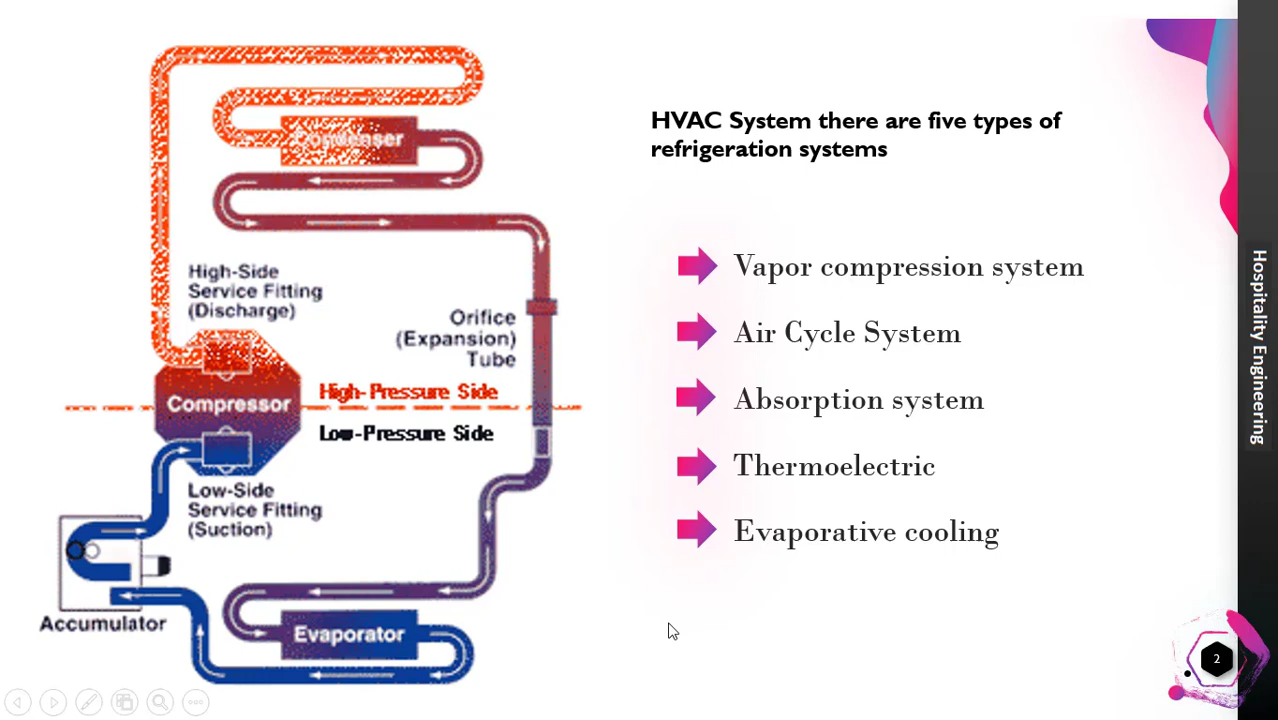 HVAC System there are five types of
refrigeration systems
Vapor compression system
Air Cycle System
Absorption system
Thermoelectric
Evaporative cooling
Condenser
High-Side
Service Fitting
(Discharge)
Orifice
(Expansion)
Tube
High-Pressure Side
Compressor
Low-Pressure Side
Low-Side
Service Fitting
(Suction)
Accumulator
Evaporator
Hospitality Engineering
2